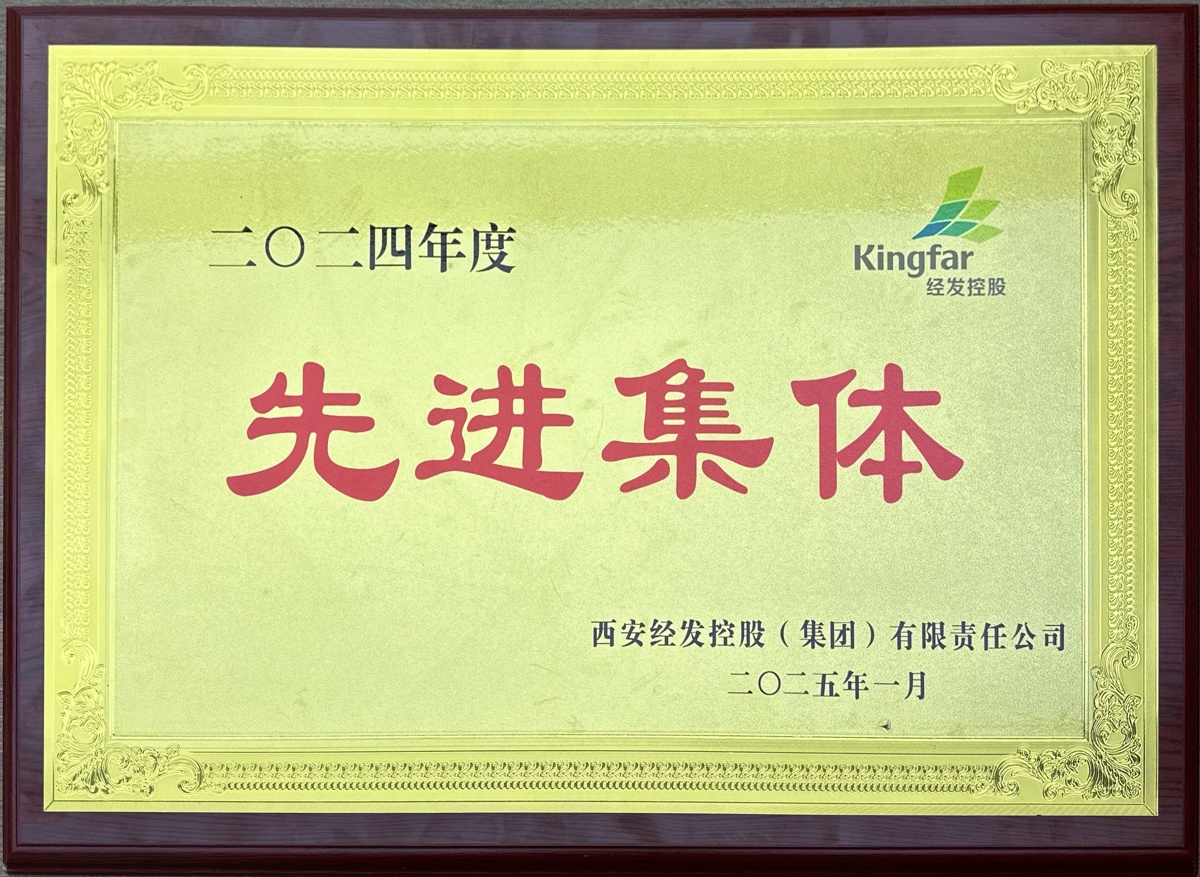 二〇二四年度
Kingfar
经发控股
先进集体
西安经发控股（集团）有限责任公司
二〇二五年一月